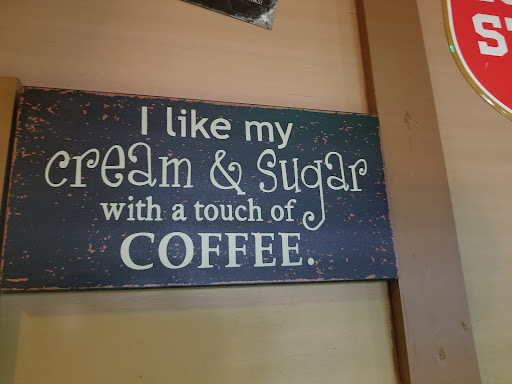 I like my
cream & sugar
with a touch of
COFFEE.
S